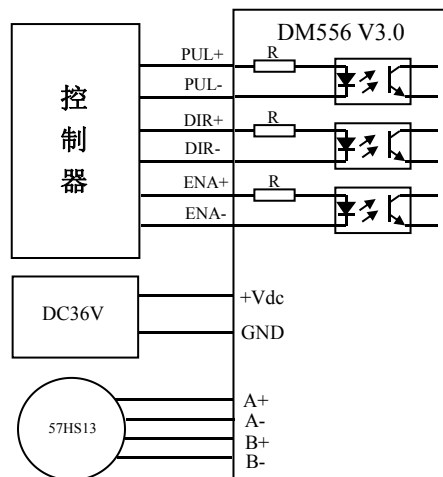 DM556 V3.0
PUL+
R
PUL-
控制器
DIR+
R
DIR-
ENA+
R
ENA-
DC36V
+Vdc
GND
57HS13
A+
A-
B+
B-